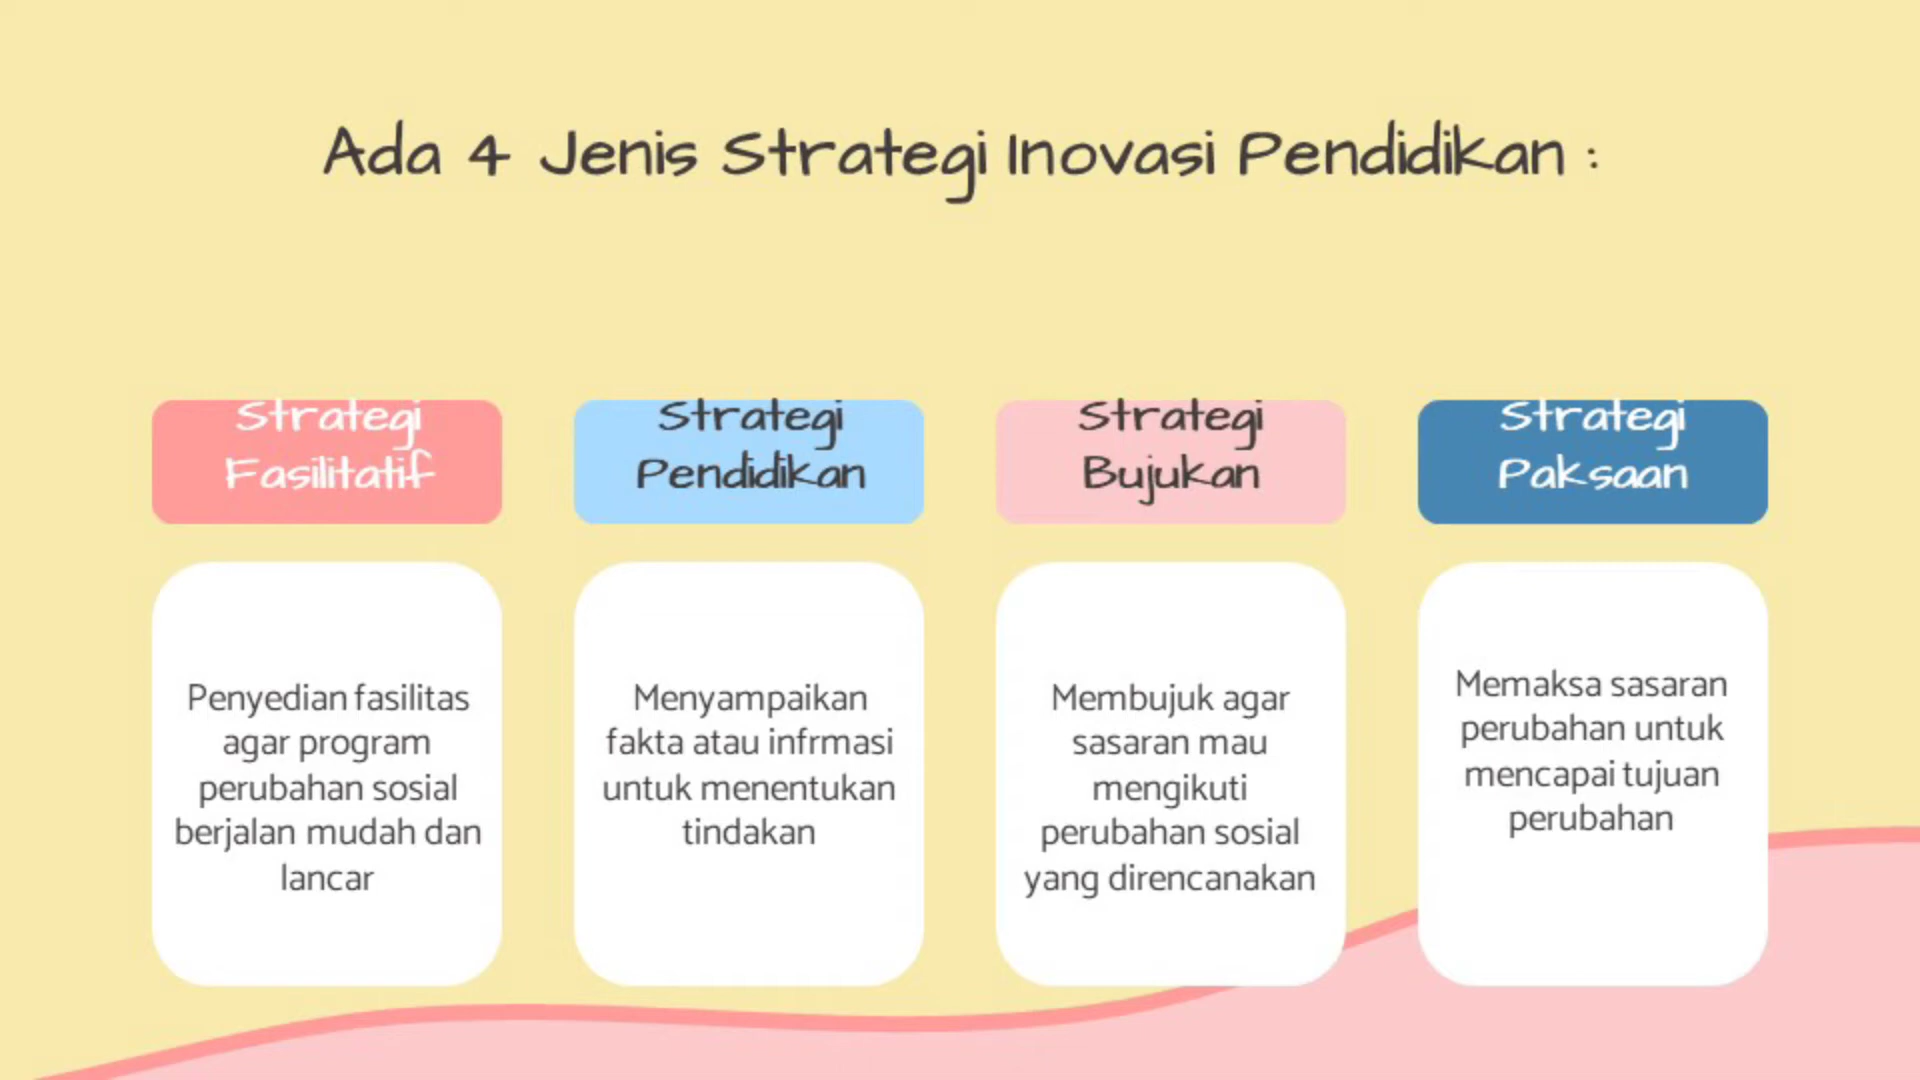 Ada 4 Jenis Strategi Inovasi Pendidikan :
Strategi
Fasilitatif
Penyedian fasilitas
agar program
perubahan sosial
berjalan mudah dan
lancar
Strategi
Pendidikan
Menyampaikan
fakta atau infrmasi
untuk menentukan
tindakan
Strategi
Bujukan
Membujuk agar
sasaran mau
mengikuti
perubahan sosial
yang direncanakan
Strategi
Paksaan
Memaksa sasaran
perubahan untuk
mencapai tujuan
perubahan